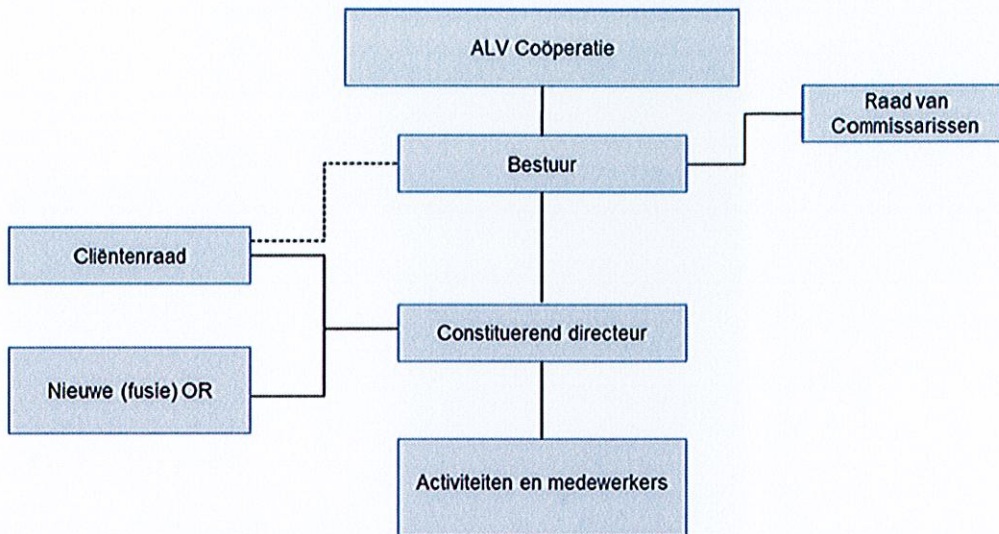 ALV Coöperatie
Raad van
Commissarissen
Bestuur
Cliëntenraad
Constituerend directeur
Nieuwe (fusie) OR
Activiteiten en medewerkers